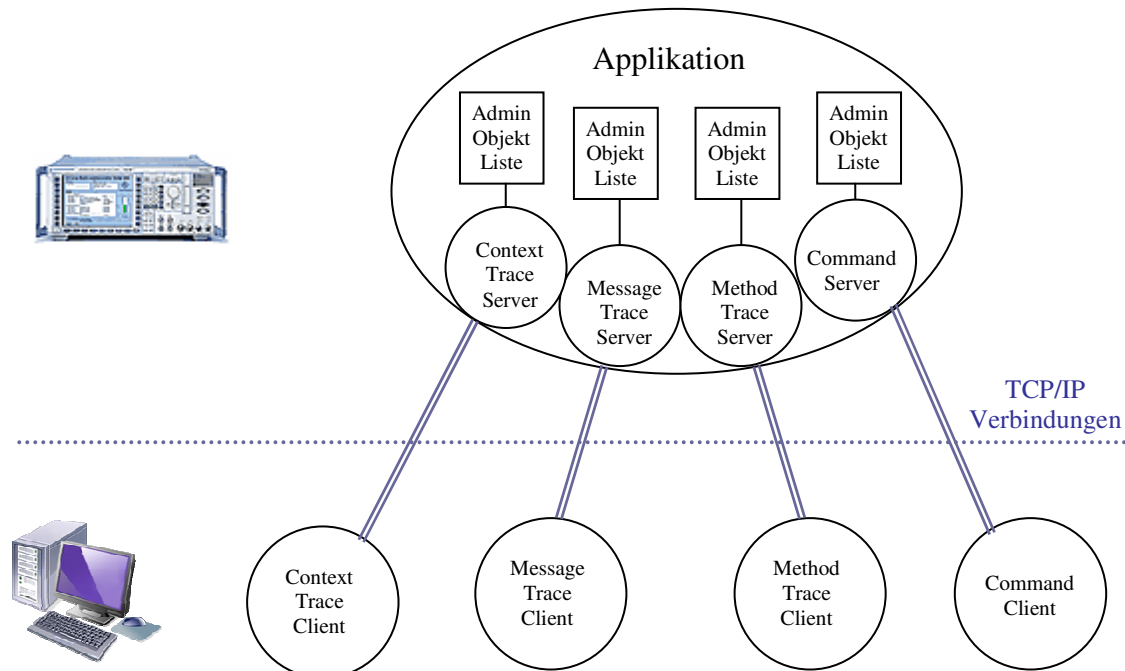 Applikation
Admin
Objekt
Liste
Admin
Objekt
Liste
Admin
Objekt
Liste
Admin
Objekt
Liste
Context
Trace
Server
Message
Trace
Server
Method
Trace
Server
Command
Server
TCP/IP
Verbindungen
Context
Trace
Client
Message
Trace
Client
Method
Trace
Client
Command
Client